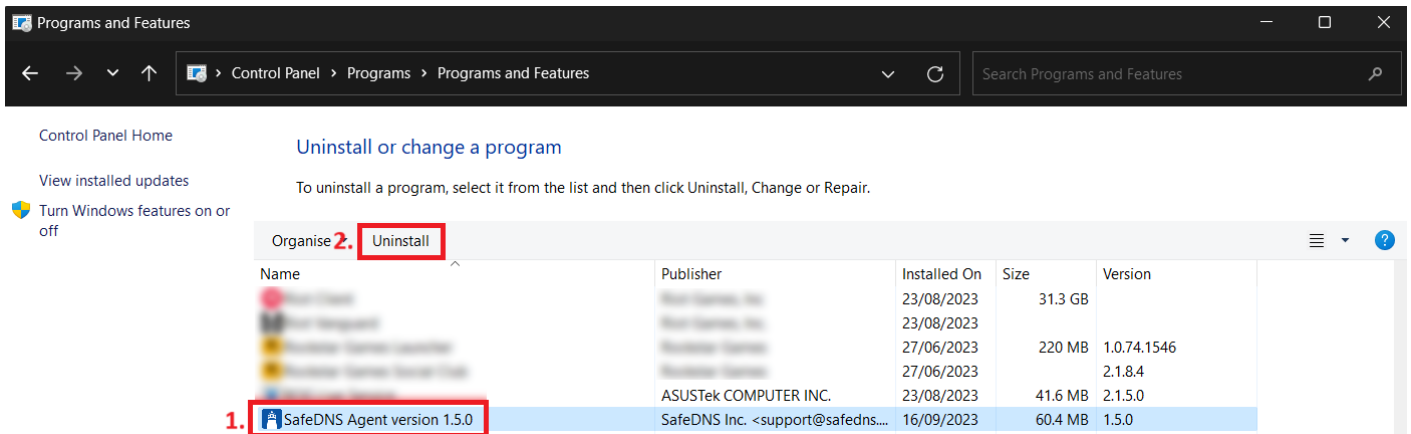 Programs and Features
Control Panel > Programs > Programs and Features
Search Programs and Features
Control Panel Home
Uninstall or change a program
View installed updates
To uninstall a program, select it from the list and then click Uninstall, Change or Repair.
Turn Windows features on or
off
Organise 2. Uninstall
Name Publisher Installed On Size Version
23/08/2023 31.3 GB
23/08/2023
27/06/2023 220 MB 1.0.74.1546
27/06/2023 2.1.8.4
ASUSTek COMPUTER INC. 23/08/2023 41.6 MB 2.1.5.0
1. SafeDNS Agent version 1.5.0 SafeDNS Inc. <support@safedns.... 16/09/2023 60.4 MB 1.5.0